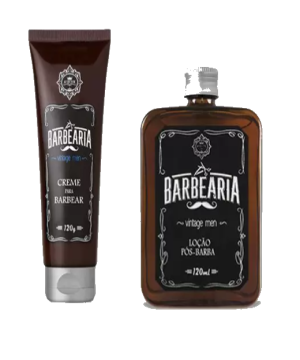 BARBEARIA
vintage men
CREME
PARA
BARBEAR
120g
BARBEARIA
vintage men
LOÇÃO
PÓS-BARBA
120ml